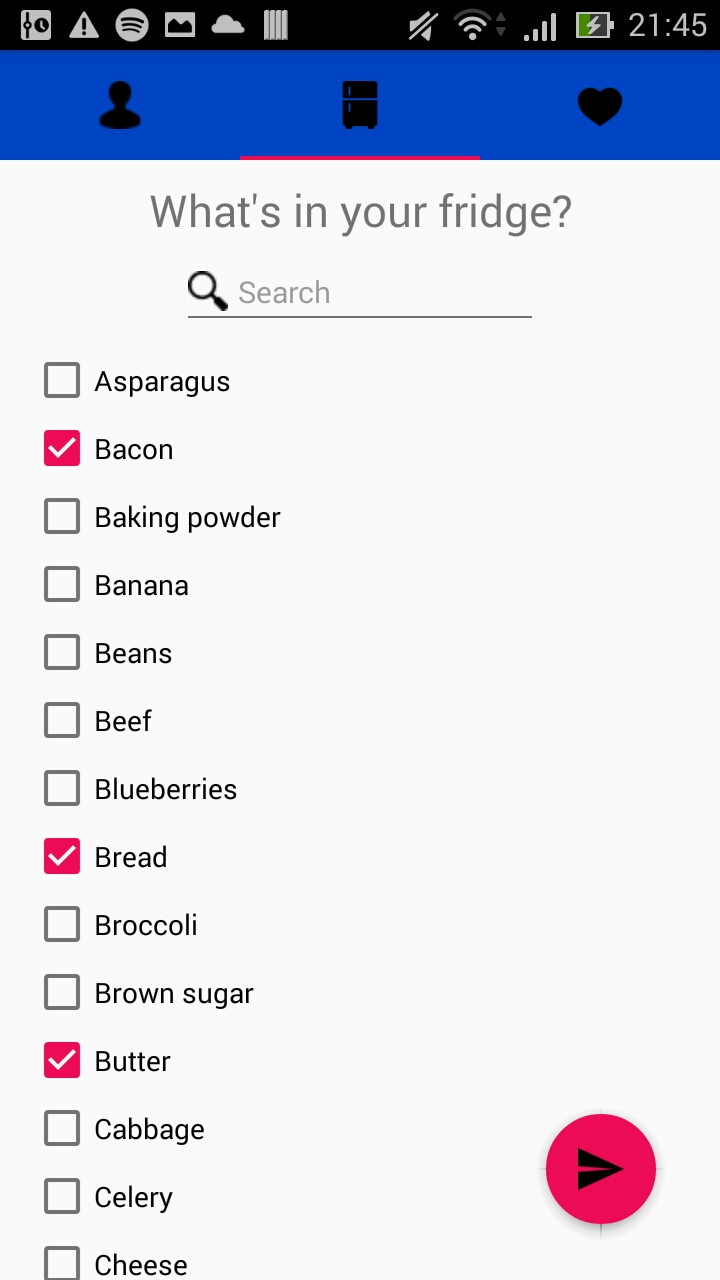 21:45
What's in your fridge?
Search
Asparagus
Bacon
Baking powder
Banana
Beans
Beef
Blueberries
Bread
Broccoli
Brown sugar
Butter
Cabbage
Celery
Cheese